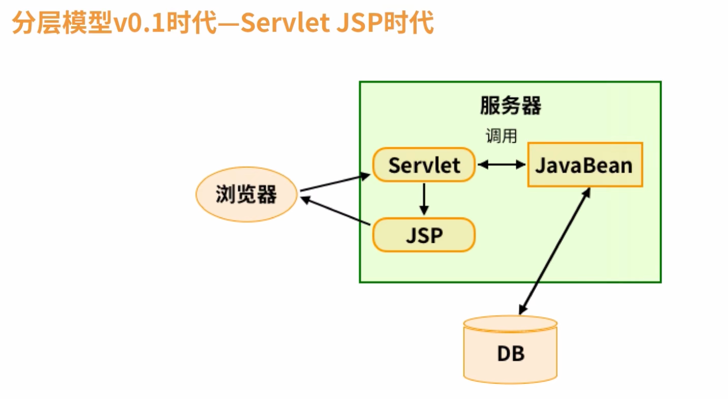 分层模型v0.1时代—Servlet JSP时代
服务器
调用
Servlet
JavaBean
浏览器
JSP
DB